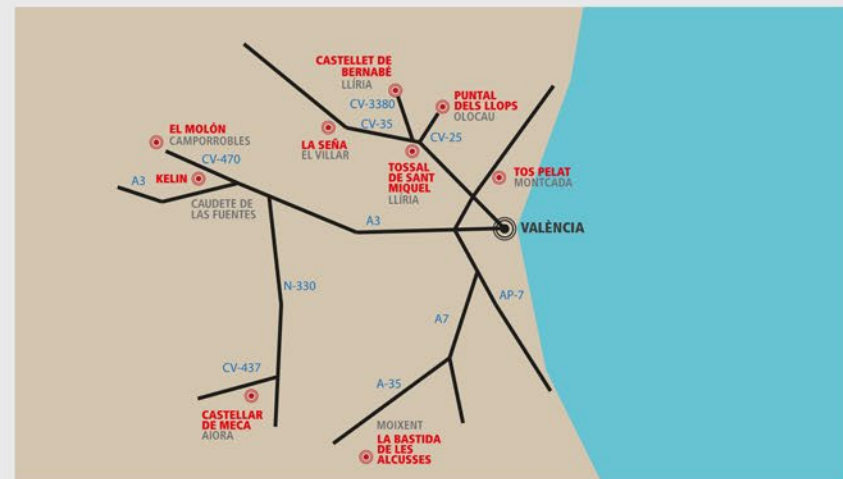 CASTELLET DE
BERNABÉ
LLÍRIA
CV-3380
PUNTAL
DELS LLOPS
OLOCAU
CV-35
CV-25
EL MOLÓN
CAMPORROBLES
CV-470
LA SEÑA
EL VILLAR
TOSSAL
DE SANT
MIQUEL
LLÍRIA
TOS PELAT
MONTCADA
A3
KELIN
CAUDETE DE
LAS FUENTES
A3
VALÈNCIA
N-330
AP-7
A7
CV-437
A-35
CASTELLAR
DE MECA
AIORA
MOIXENT
LA BASTIDA
DE LES
ALCUSSES